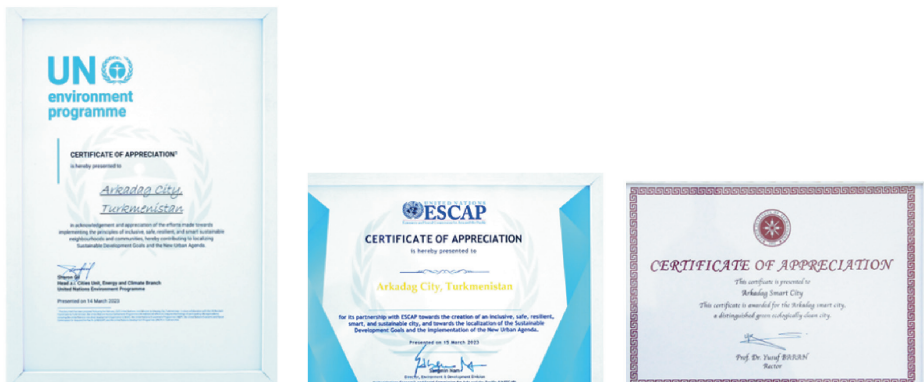 UN
environment
programme
CERTIFICATE OF APPRECIATION
is hereby presented to
Arkadag City,
Turkmenistan
in acknowledgement and appreciation of the efforts made towards
implementing the principles of inclusive, safe, resilient, and smart sustainable
neighbourhoods and communities, hereby contributing to localizing
Sustainable Development Goals and the New Urban Agenda.
Head a.i. Cities Unit, Energy and Climate Branch
United Nations Environment Programme
Presented on 14 March 2023
UNITED NATIONS
ESCAP
CERTIFICATE OF APPRECIATION
is hereby presented to
Arkadag City, Turkmenistan
for its partnership with ESCAP towards the creation of an inclusive, safe, resilient,
smart, and sustainable city, and towards the localization of the Sustainable
Development Goals and the implementation of the New Urban Agenda.
Presented on 15 March 2023
CERTIFICATE OF APPRECIATION
This certificate is presented to
Arkadag Smart City
This certificate is awarded for the Arkadag smart city,
a distinguished green ecologically clean city.
Prof. Dr. Yusuf BARAN
Rector